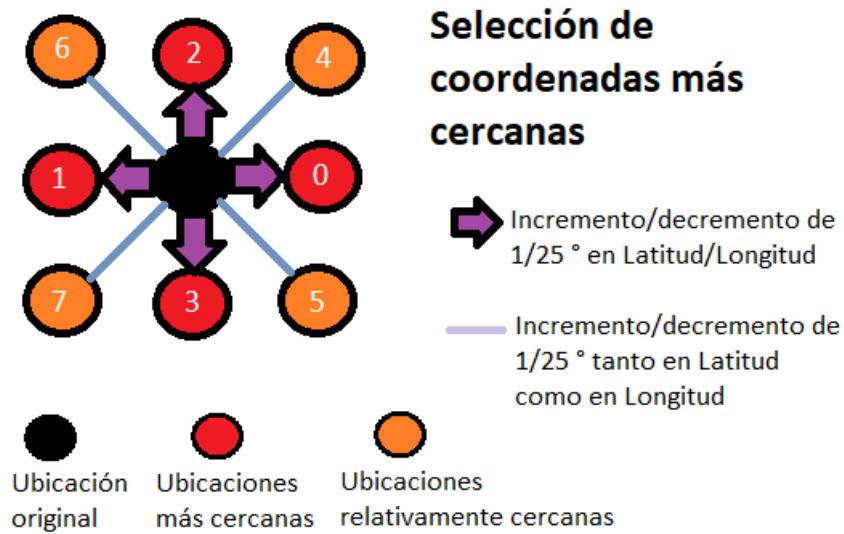 6
2
4
Selección de
coordenadas más
cercanas
1
0
Incremento/decremento de
1/25 ° en Latitud/Longitud
7
3
5
Incremento/decremento de
1/25 ° tanto en Latitud
como en Longitud
Ubicación
original
Ubicaciones
más cercanas
Ubicaciones
relativamente cercanas